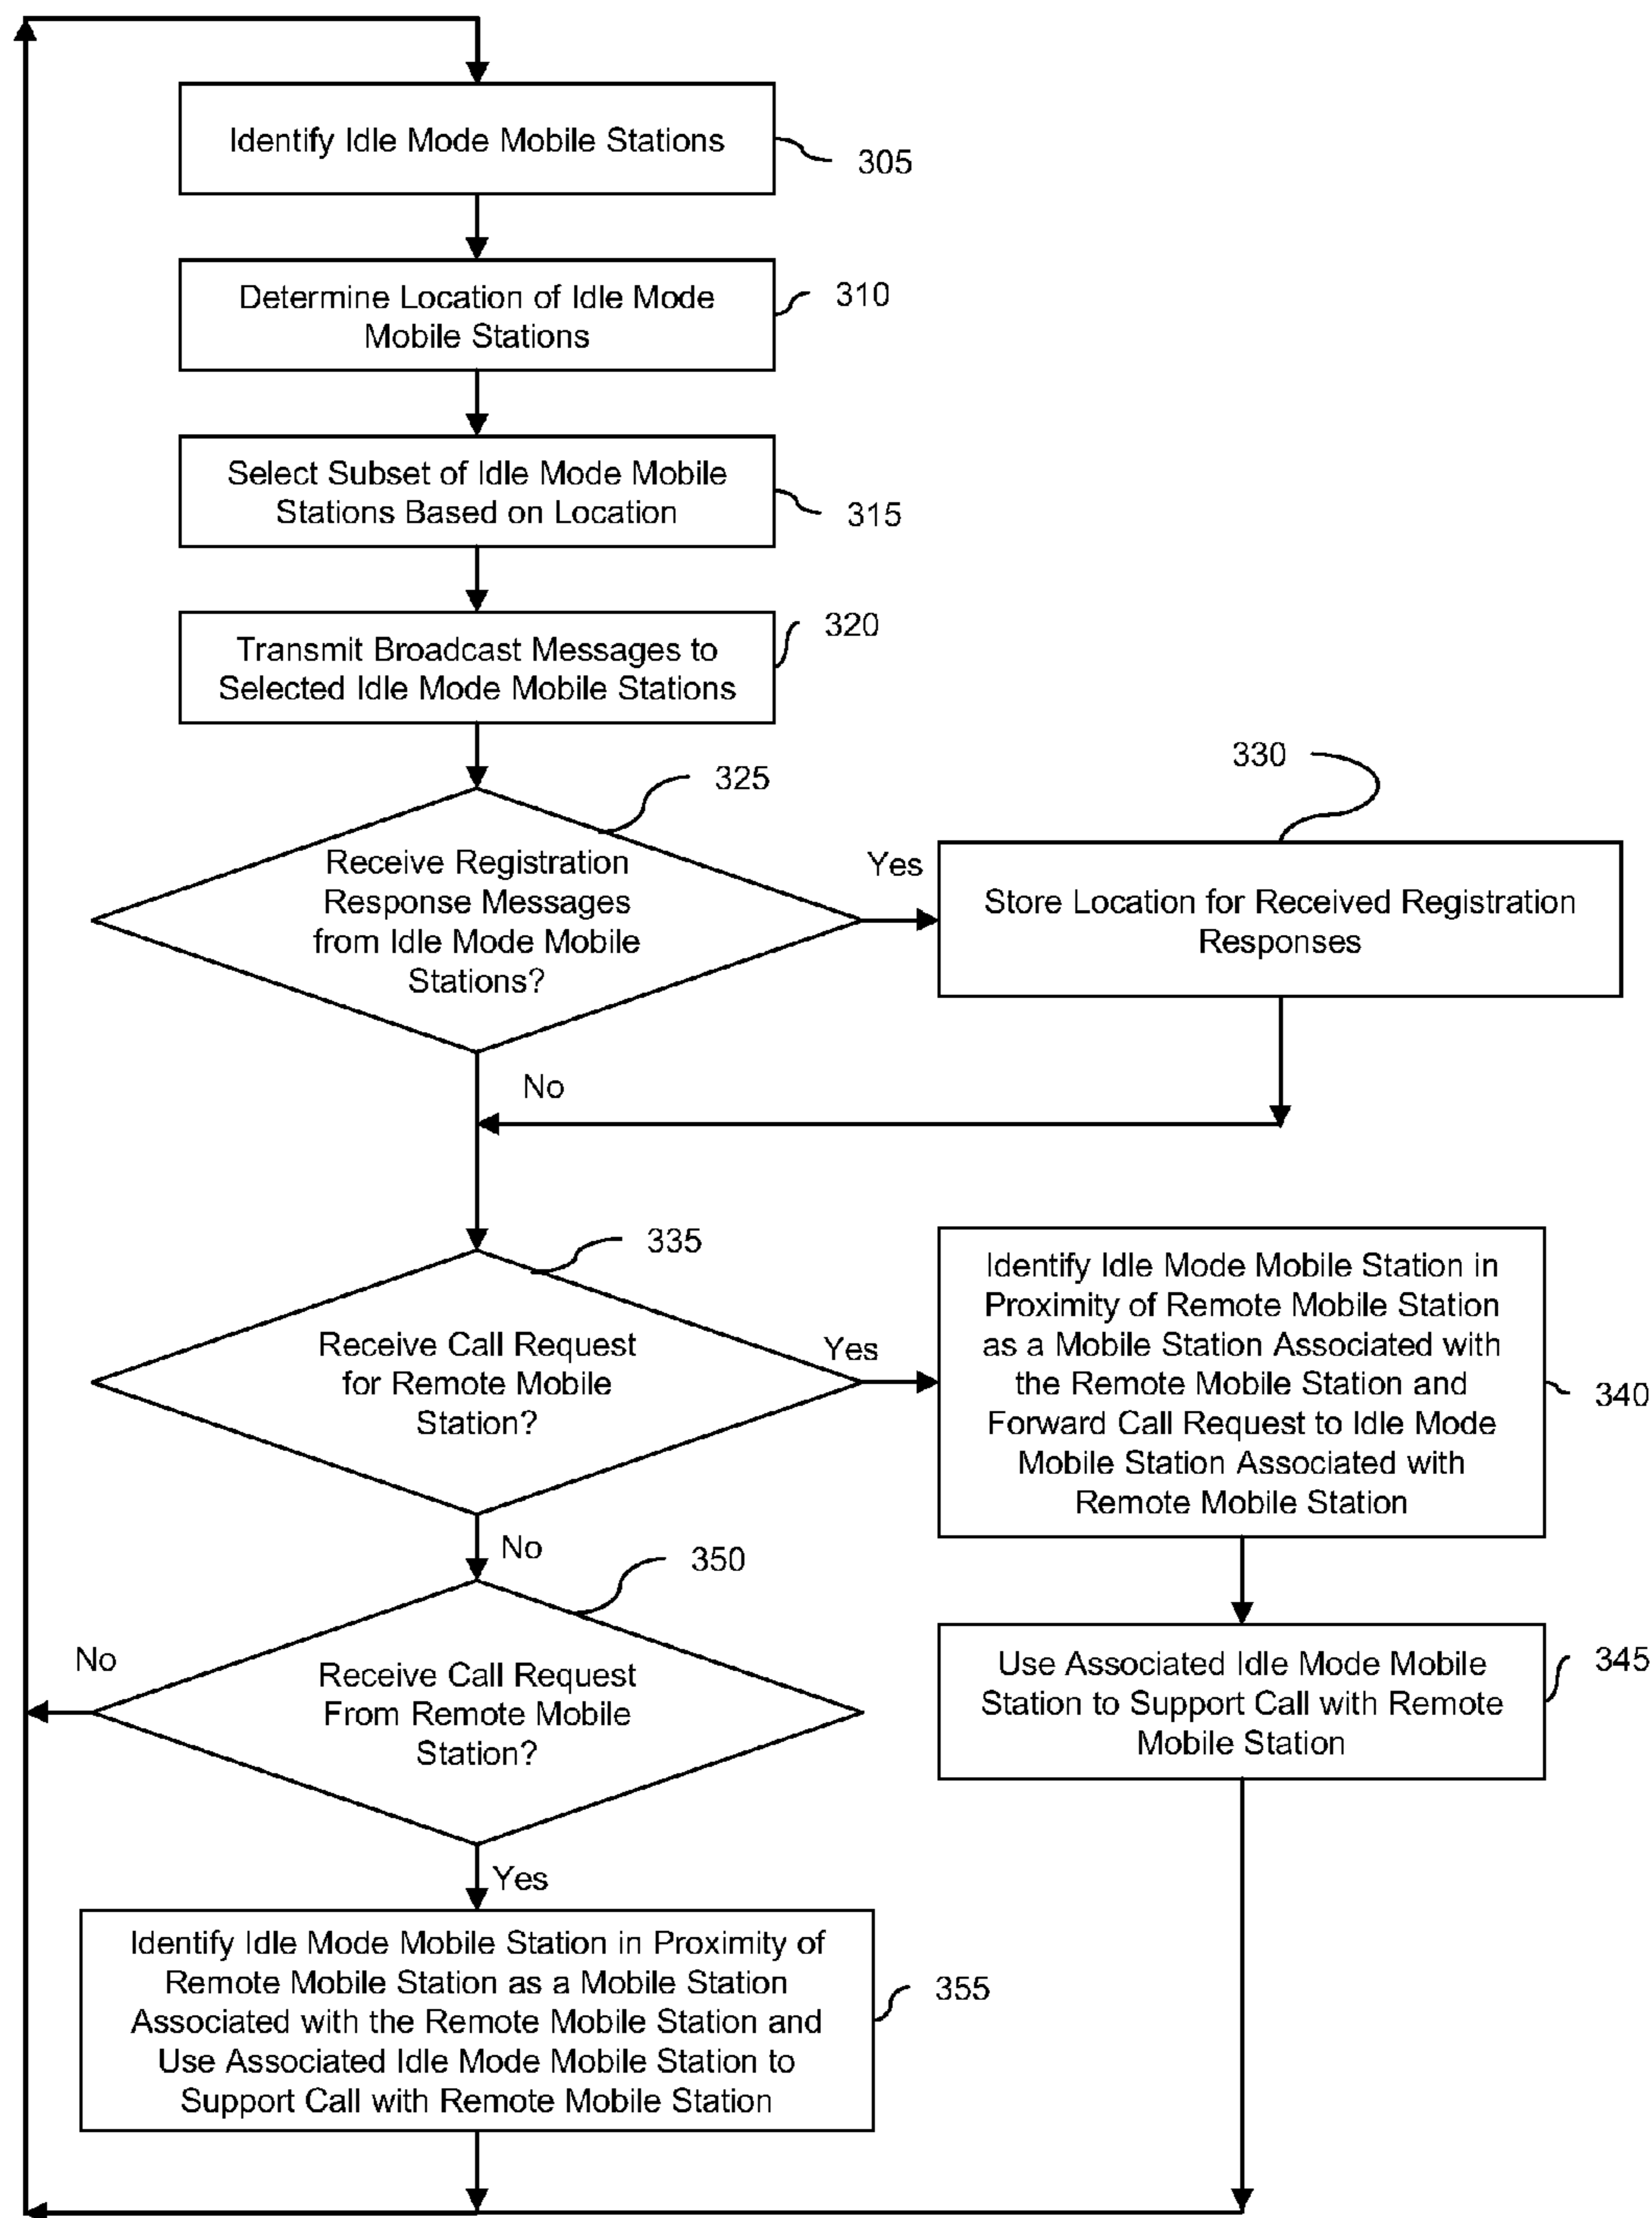 Identify Idle Mode Mobile Stations
305
Determine Location of Idle Mode
Mobile Stations
310
Select Subset of Idle Mode Mobile
Stations Based on Location
315
Transmit Broadcast Messages to
Selected Idle Mode Mobile Stations
320
325
Receive Registration
Response Messages
from Idle Mode Mobile
Stations?
Yes
330
Store Location for Received Registration
Responses
No
335
Receive Call Request
for Remote Mobile
Station?
Yes
Identify Idle Mode Mobile Station in
Proximity of Remote Mobile Station
as a Mobile Station Associated with
the Remote Mobile Station and
Forward Call Request to Idle Mode
Mobile Station Associated with
Remote Mobile Station
340
No
350
Receive Call Request
From Remote Mobile
Station?
No
Use Associated Idle Mode Mobile
Station to Support Call with Remote
Mobile Station
345
Yes
Identify Idle Mode Mobile Station in Proximity of
Remote Mobile Station as a Mobile Station
Associated with the Remote Mobile Station and
Use Associated Idle Mode Mobile Station to
Support Call with Remote Mobile Station
355